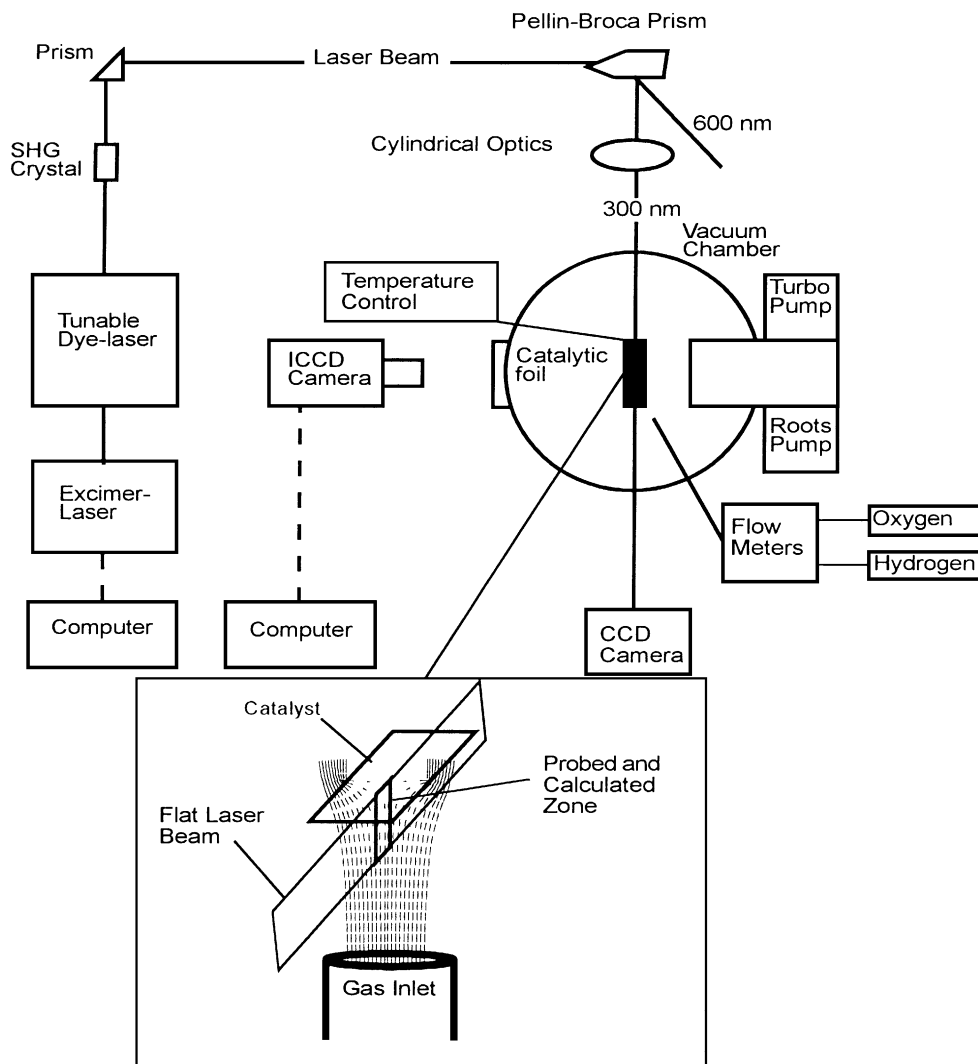 Pellin-Broca Prism
Prism
Laser Beam
600 nm
SHG
Crystal
Cylindrical Optics
300 nm
Vacuum
Chamber
Temperature
Control
Turbo
Pump
Tunable
Dye-laser
ICCD
Camera
Catalytic
foil
Roots
Pump
Excimer-
Laser
Flow
Meters
Oxygen
Hydrogen
Computer
Computer
CCD
Camera
Catalyst
Probed and
Calculated
Zone
Flat Laser
Beam
Gas Inlet